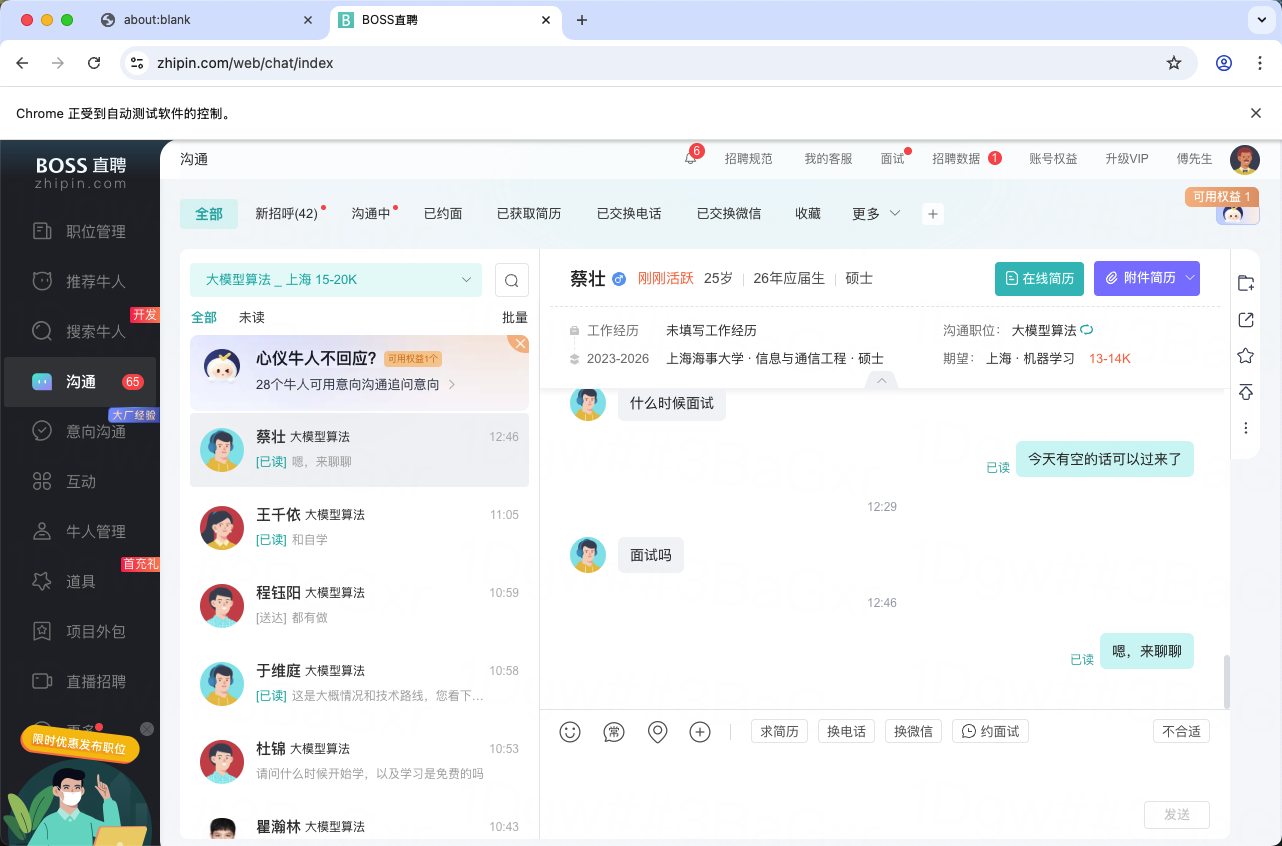 about:blank
BOSS直聘
zhipin.com/web/chat/index
Chrome 正受到自动测试软件的控制。
BOSS 直聘
zhipin.com
职位管理
推荐牛人
开发
搜索牛人
沟通
65
大厂经验
意向沟通
互动
牛人管理
首充礼
道具
项目外包
直播招聘
更多
限时优惠发布职位
沟通
6
招聘规范
我的客服
面试
招聘数据
1
账号权益
升级VIP
傅先生
可用权益 1
全部
新招呼(42)
沟通中
已约面
已获取简历
已交换电话
已交换微信
收藏
更多
大模型算法 _ 上海 15-20K
全部
未读
批量
心仪牛人不回应?
可用权益1个
28个牛人可用意向沟通追问意向
蔡壮 大模型算法
12:46
[已读] 嗯，来聊聊
王千依 大模型算法
11:05
[已读] 和自学
程钰阳 大模型算法
10:59
[送达] 都有做
于维庭 大模型算法
10:58
[已读] 这是大概情况和技术路线，您看下...
杜锦 大模型算法
10:53
请问什么时候开始学，以及学习是免费的吗
瞿瀚林 大模型算法
10:43
蔡壮
刚刚活跃
25岁
26年应届生
硕士
在线简历
附件简历
工作经历
未填写工作经历
沟通职位：
大模型算法
2023-2026
上海海事大学 · 信息与通信工程 · 硕士
期望：
上海 · 机器学习
13-14K
什么时候面试
已读
今天有空的话可以过来了
12:29
面试吗
12:46
已读
嗯，来聊聊
常
求简历
换电话
换微信
约面试
不合适
发送